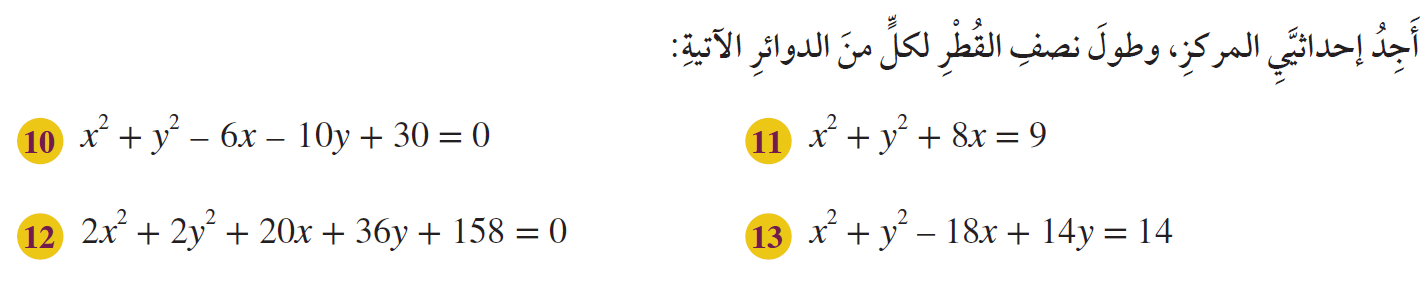 أَجِدُ إحداثيَّيِ المركزِ، وطولَ نصفِ القُطْرِ لكلٍّ منَ الدوائرِ الآتيةِ:
10 x² + y² – 6x – 10y + 30 = 0
11 x² + y² + 8x = 9
12 2x² + 2y² + 20x + 36y + 158 = 0
13 x² + y² – 18x + 14y = 14